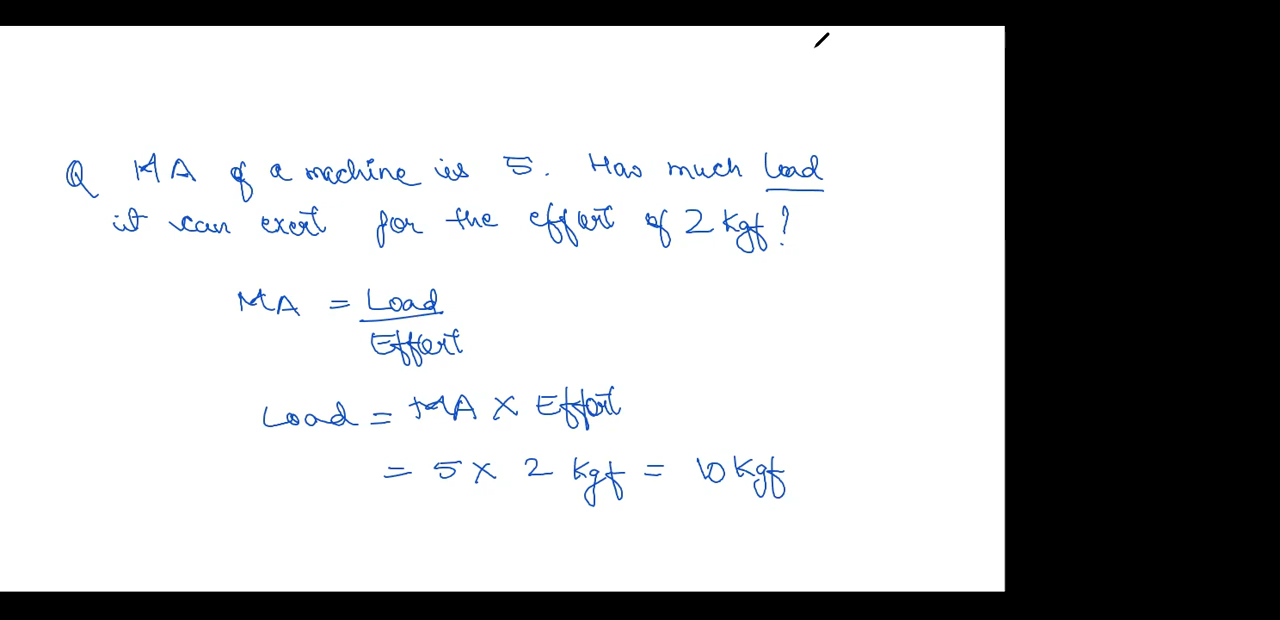 Q MA of a machine is 5. How much load
it can exert for the effort of 2 Kgf?
MA = Load
Effort
Load = MA X Effort
= 5 X 2 Kgf = 10 Kgf